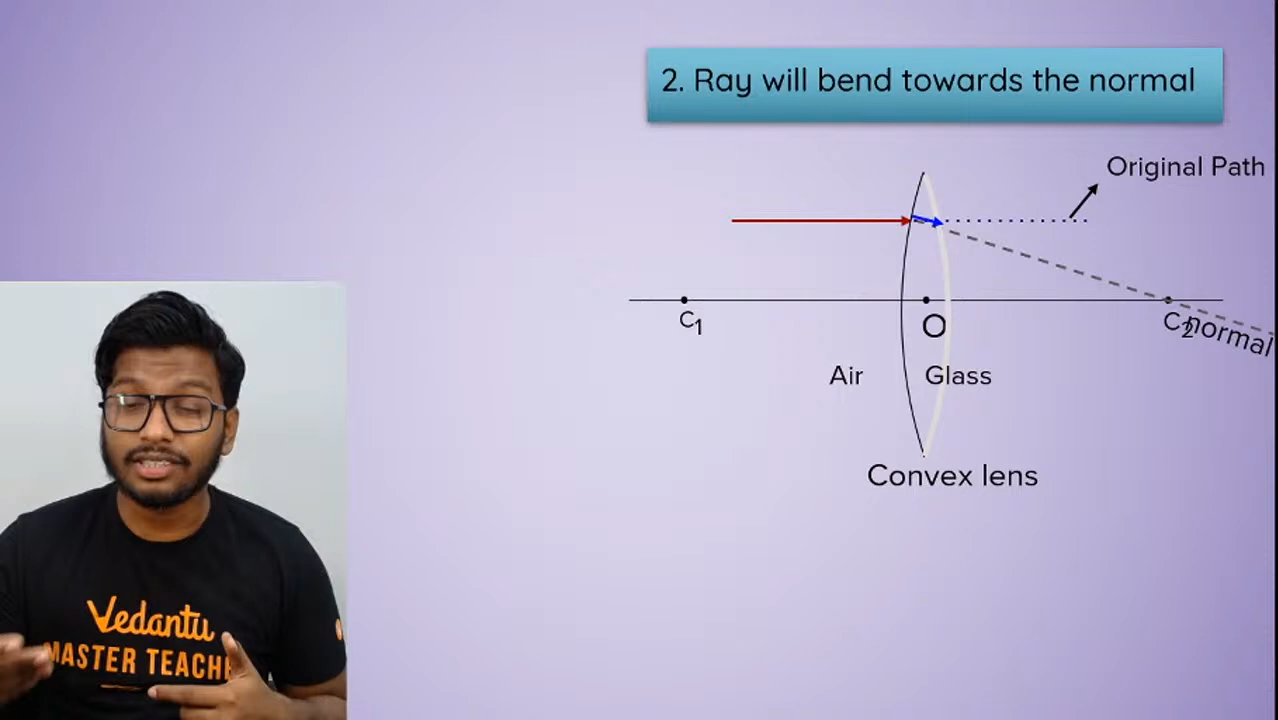 2. Ray will bend towards the normal
Original Path
C1
O
C2
normal
Air
Glass
Convex lens
Vedantu
MASTER TEACHE